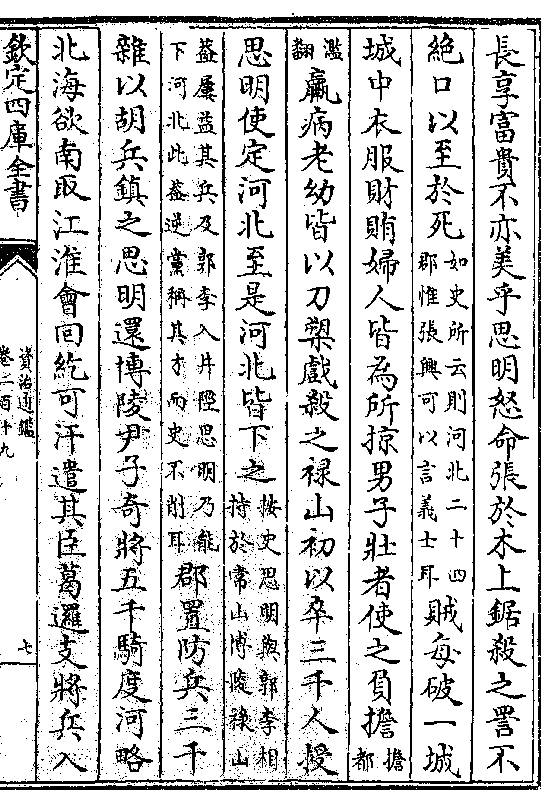 長享富貴不亦美乎思明怒命張於木上鋸殺之詈不
絶口以至於死如史所云則河北二十四郡惟張興可以言義士耳賊每破一城
城中衣服財賄婦人皆為所掠男子壯者使之負擔擔都
濫翻羸病老幼皆以刀槊戲殺之禄山初以卒三千人授
思明使定河北至是河北皆下之按史思明與郭李相持於常山博陵禄山
益屢益其兵及郭李入井陘思明乃能下河北此蓋逆黨稱其才而史不削耳郡置防兵三千
雜以胡兵鎮之思明還博陵尹子奇將五千騎度河略
北海欲南取江淮會回紇可汗遣其臣葛邏支將兵入
欽定四庫全書
資治通鑑
卷二百十九
七